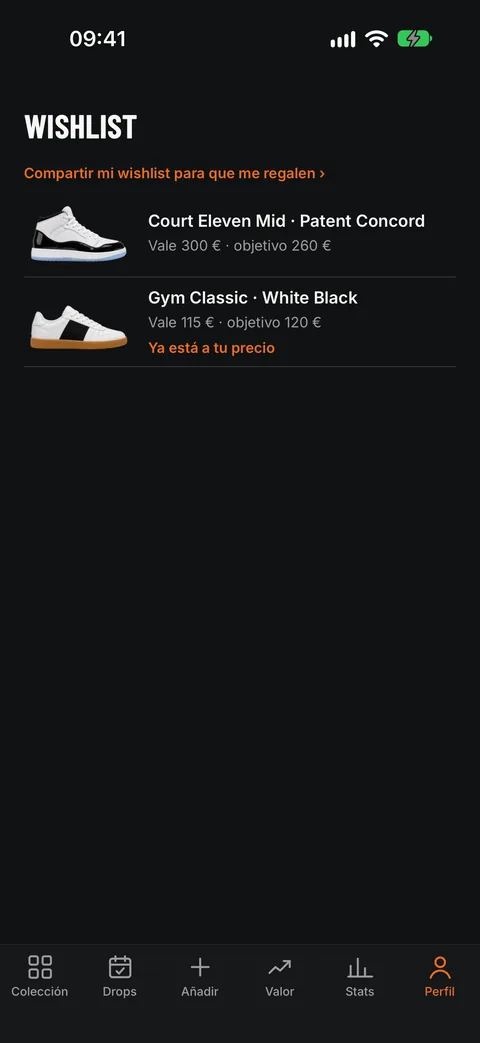 09:41
WISHLIST
Compartir mi wishlist para que me regalen ›
Court Eleven Mid · Patent Concord
Vale 300 € · objetivo 260 €
Gym Classic · White Black
Vale 115 € · objetivo 120 €
Ya está a tu precio
Colección
Drops
Añadir
Valor
Stats
Perfil